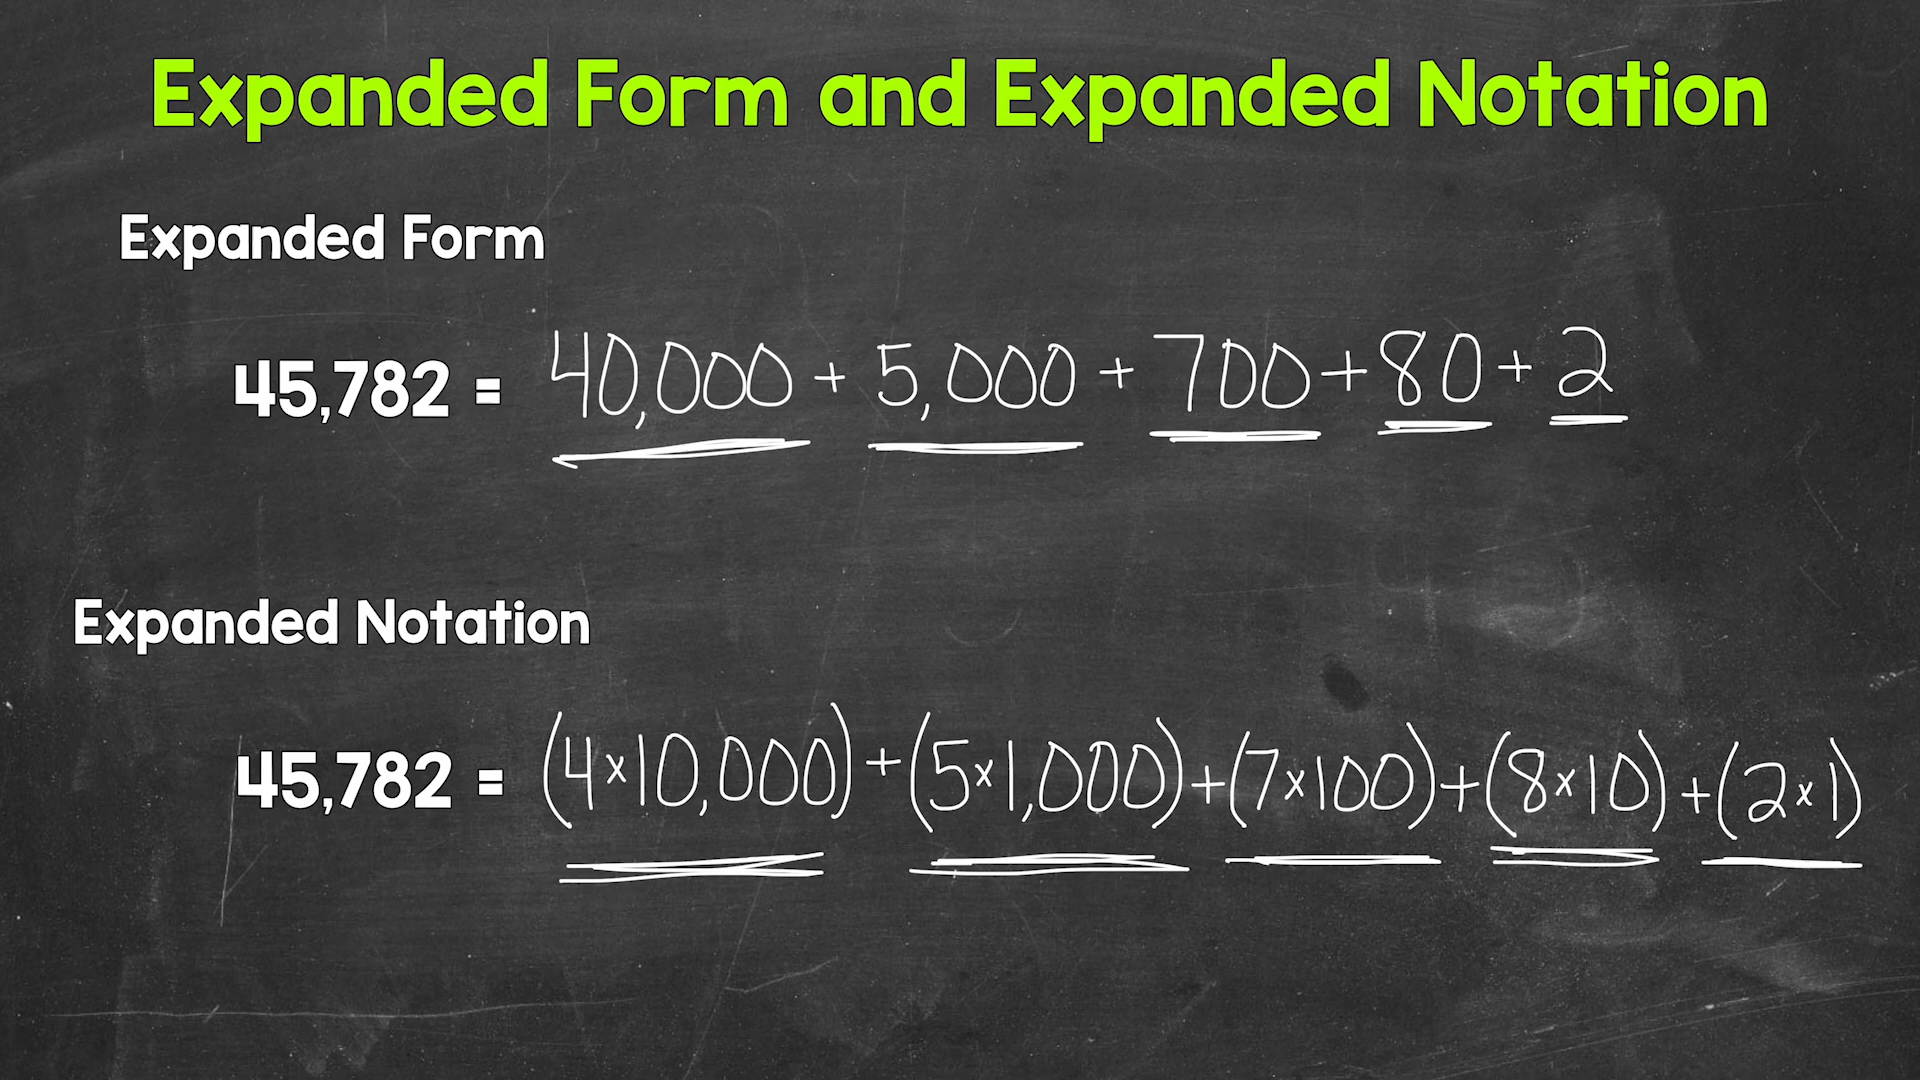 Expanded Form and Expanded Notation
Expanded Form
45,782 = 40,000 + 5,000 + 700 + 80 + 2
Expanded Notation
45,782 = (4×10,000) + (5×1,000) + (7×100) + (8×10) + (2×1)